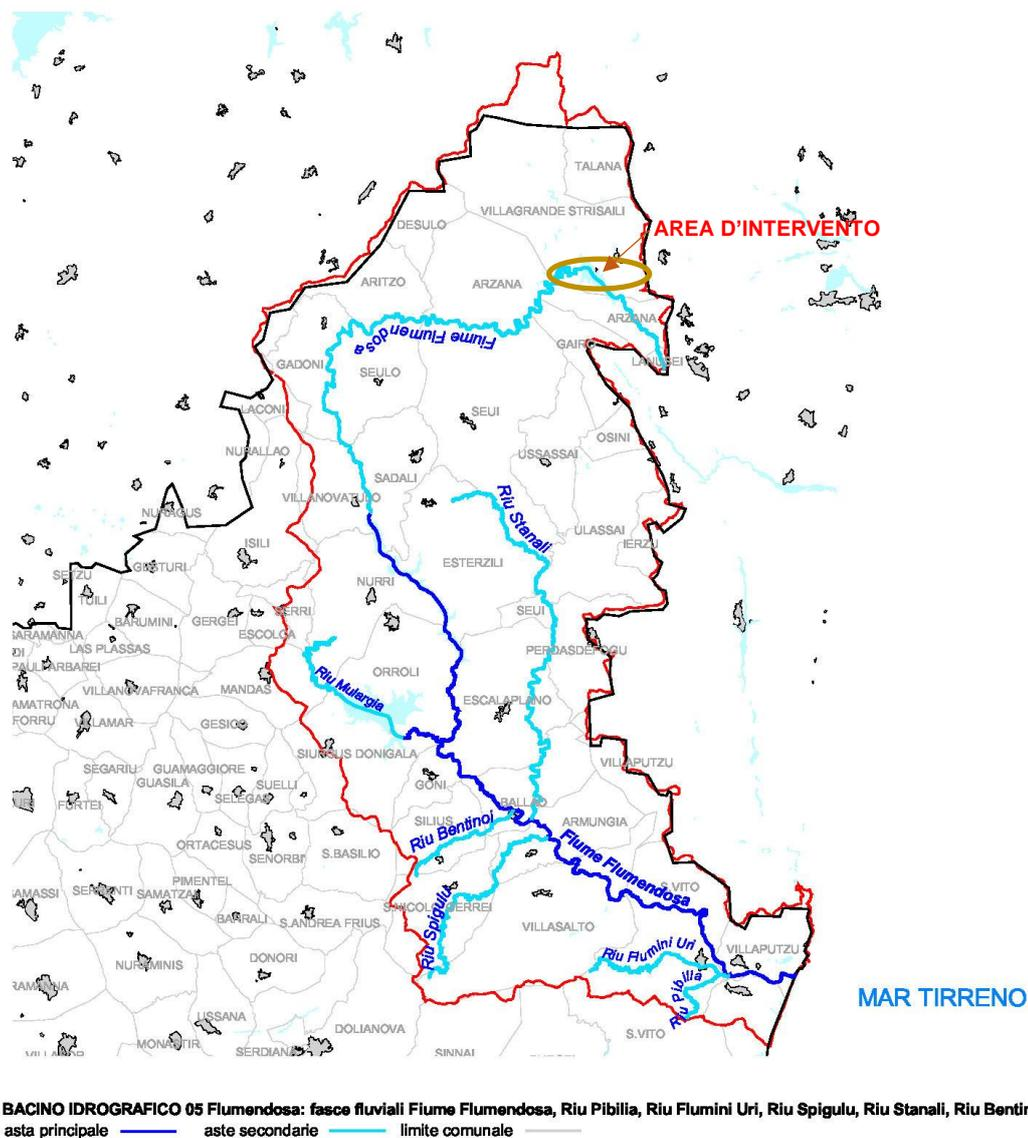 TALANA
VILLAGRANDE STRISAILI
DESULO
AREA D'INTERVENTO
ARITZO
ARZANA
ARZANA
Fiume Flumendosa
GAIRO
LANUSEI
GADONI
SEULO
LACONI
SEUI
OSINI
NURALLAO
USSASSAI
SADALI
VILLANOVATULO
Riu Stanali
NURAGUS
ULASSAI
ISILI
IERZU
ESTERZILI
GESTURI
SETZU
NURRI
TUILI
SERRI
SEUI
BARUMINI
GERGEI
ESCOLCA
LAS PLASSAS
PERDASDEFOGU
PAULI ARBAREI
ORROLI
Riu Mulargia
VILLANOVAFRANCA
MANDAS
ESCALAPLANO
FORRU
VILLAMAR
GESICO
SIURGUS DONIGALA
VILLAPUTZU
SEGARIU
GUAMAGGIORE
GUASILA
SUELLI
GONI
SELEGAS
FURTEI
BALLAO
SILIUS
ARMUNGIA
Riu Bentinoi
Fiume Flumendosa
ORTACESUS
SENORBI'
S.BASILIO
PIMENTEL
S.VITO
SAMATZAI
S.NICOLO' GERREI
BARRALI
S.ANDREA FRIUS
Riu Spigulu
VILLASALTO
Riu Flumini Uri
VILLAPUTZU
NURAMINIS
DONORI
Riu Pibilia
MAR TIRRENO
USSANA
DOLIANOVA
S.VITO
MONASTIR
SERDIANA
SINNAI
BACINO IDROGRAFICO 05 Flumendosa: fasce fluviali Fiume Flumendosa, Riu Pibilia, Riu Flumini Uri, Riu Spigulu, Riu Stanali, Riu Bentin
asta principale aste secondarie limite comunale